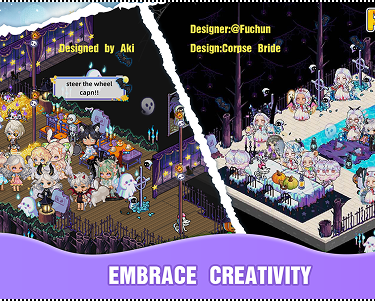 Designed by Aki
Designer:@Fuchun
Design:Corpse Bride
steer the wheel
capn!!
EMBRACE CREATIVITY